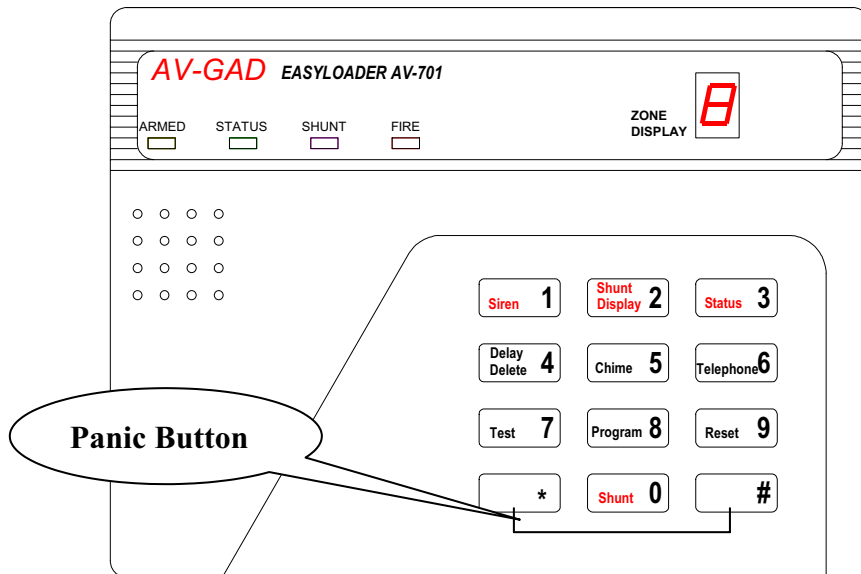 AV-GAD EASYLOADER AV-701
ZONE
DISPLAY
8
ARMED STATUS SHUNT FIRE
Siren 1
Shunt
Display 2
Status 3
Delay
Delete 4
Chime 5
Telephone 6
Panic Button
Test 7
Program 8
Reset 9
*
Shunt 0
#